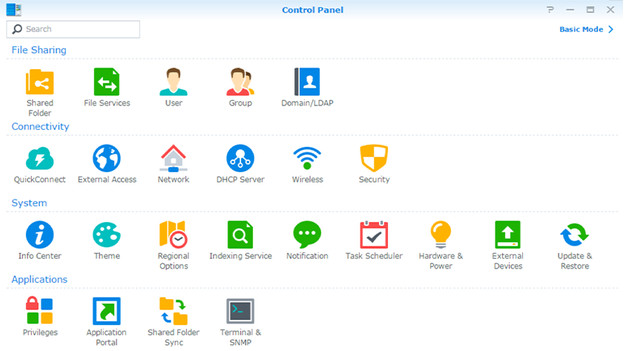 Control Panel
?
Search
Basic Mode
File Sharing
Shared
Folder
File Services
User
Group
Domain/LDAP
Connectivity
QuickConnect
External Access
Network
DHCP Server
Wireless
Security
System
Info Center
Theme
Regional
Options
Indexing Service
Notification
Task Scheduler
Hardware &
Power
External
Devices
Update &
Restore
Applications
Privileges
Application
Portal
Shared Folder
Sync
Terminal &
SNMP